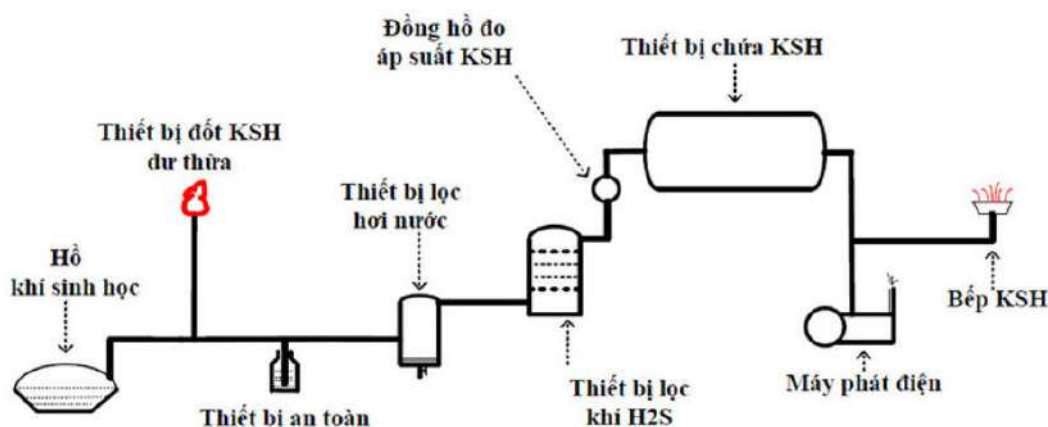 Đồng hồ đo
áp suất KSH
Thiết bị chứa KSH
Thiết bị đốt KSH
dư thừa
Thiết bị lọc
hơi nước
Hồ
khí sinh học
Bếp KSH
Thiết bị an toàn
Thiết bị lọc
khí H2S
Máy phát điện